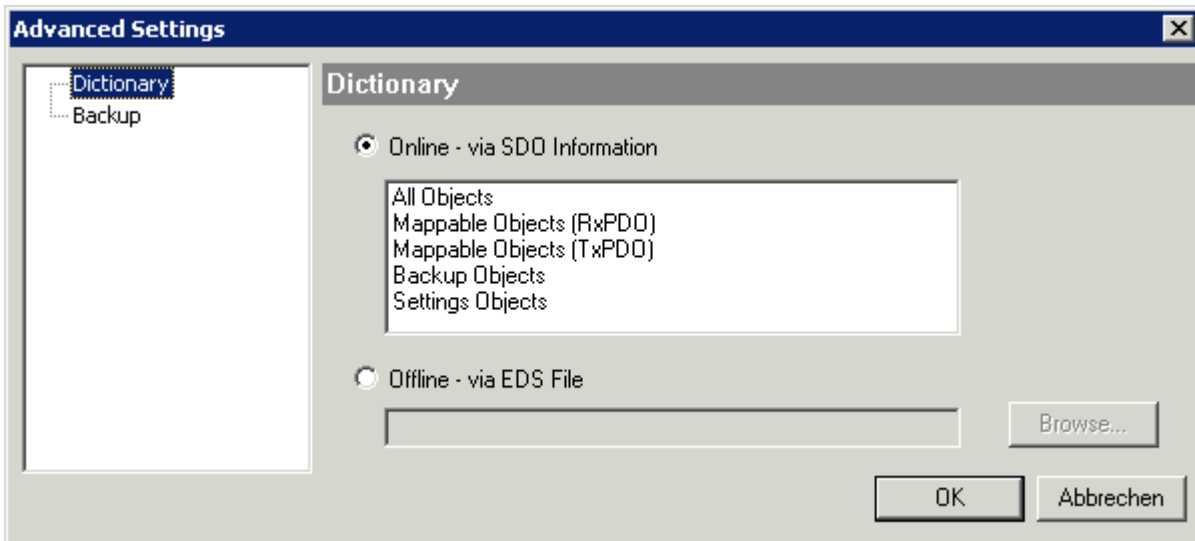 Advanced Settings
Dictionary
Backup
Dictionary
Online - via SDO Information
All Objects
Mappable Objects (RxPDO)
Mappable Objects (TxPDO)
Backup Objects
Settings Objects
Offline - via EDS File
Browse...
OK
Abbrechen